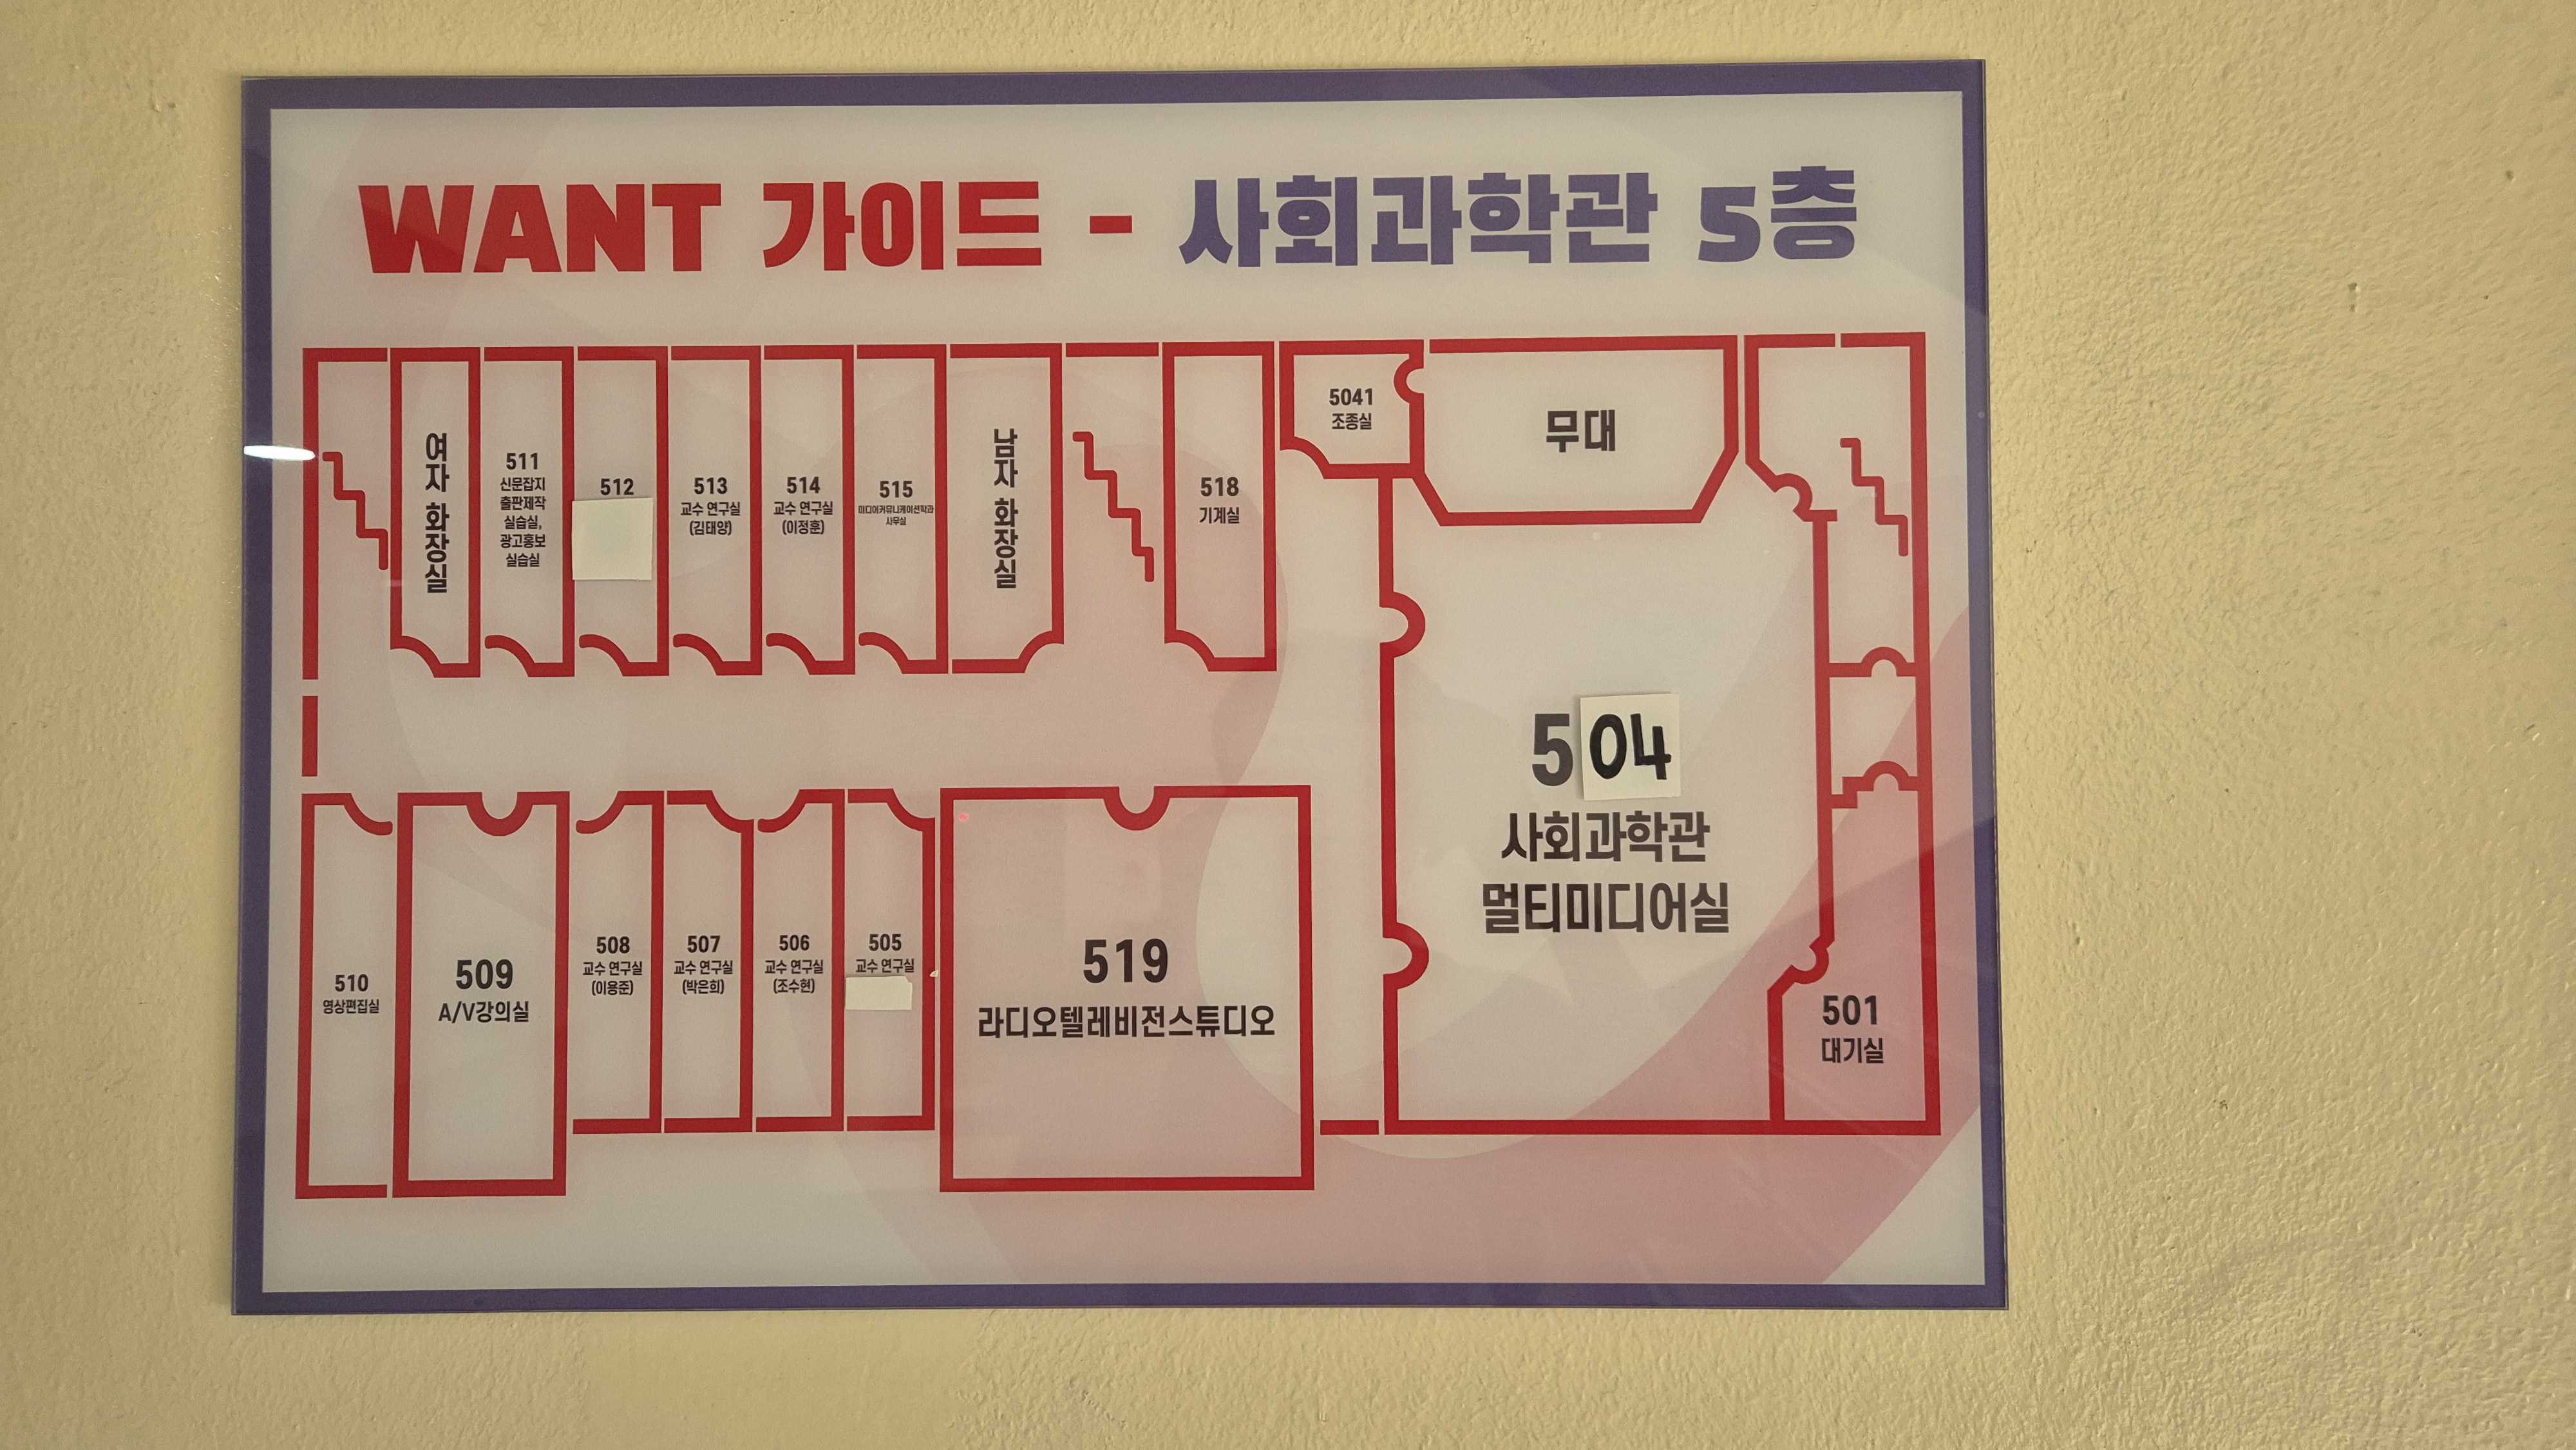 WANT 가이드 - 사회과학관 5층
여자 화장실
511
신문잡지
출판제작
실습실,
광고홍보
실습실
512
513
교수 연구실
(김태양)
514
교수 연구실
(이정훈)
515
미디어커뮤니케이션학과
사무실
남자 화장실
518
기계실
5041
조종실
무대
504
사회과학관
멀티미디어실
510
영상편집실
509
A/V강의실
508
교수 연구실
(이용준)
507
교수 연구실
(박은희)
506
교수 연구실
(조수현)
505
교수 연구실
519
라디오텔레비전스튜디오
501
대기실